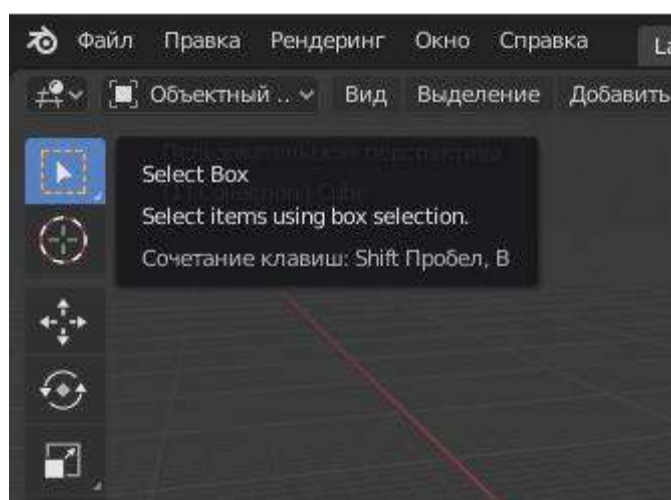 Файл Правка Рендеринг Окно Справка La
Объектный .. Вид Выделение Добавить
Select Box
Select items using box selection.
Сочетание клавиш: Shift Пробел, B